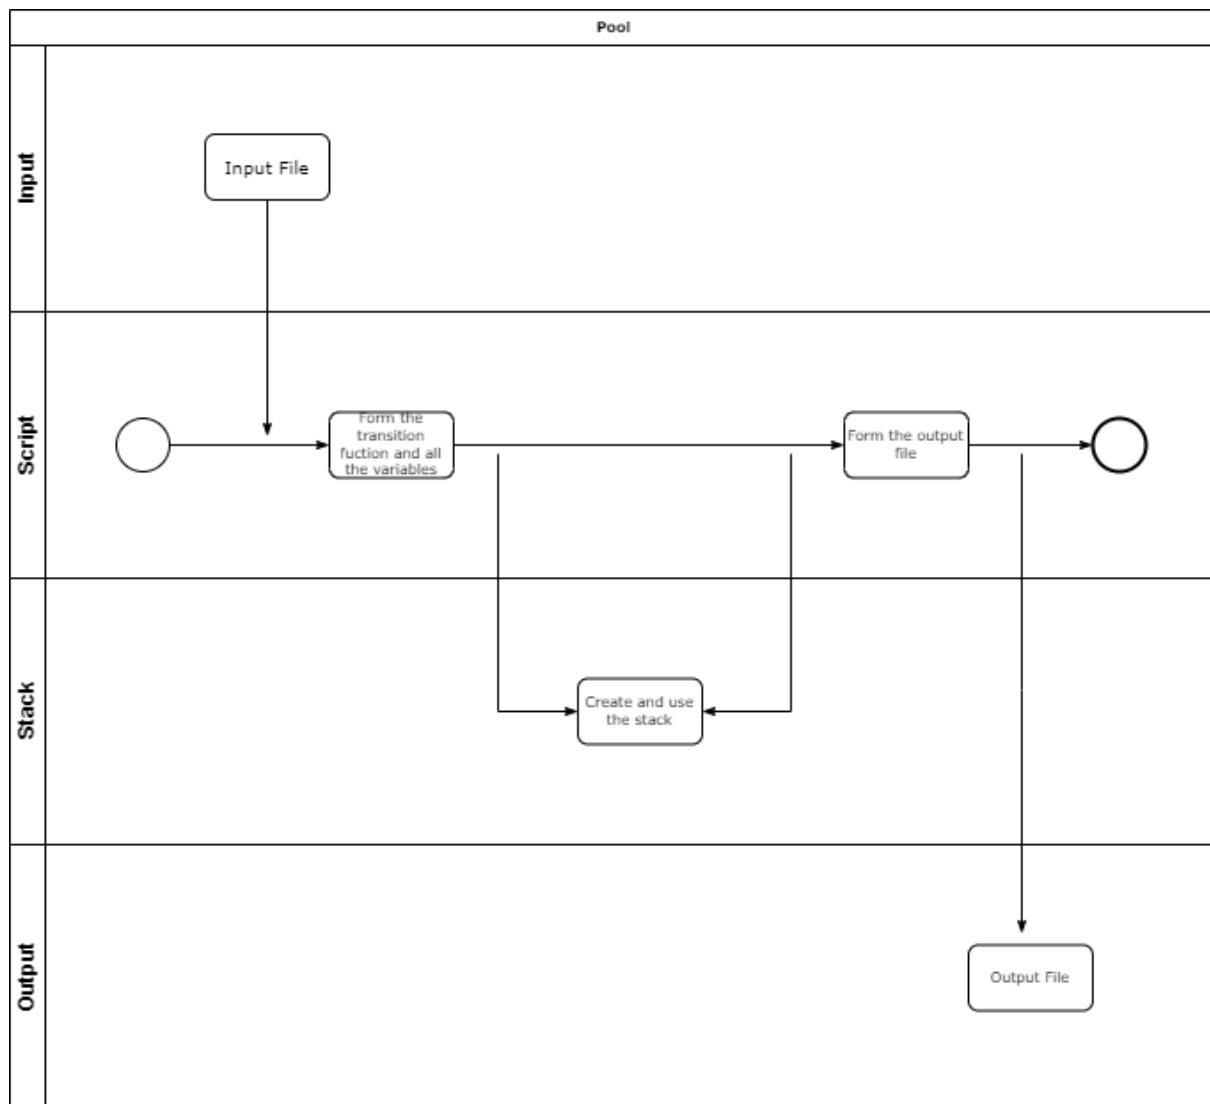 Pool
Input
Input File
Script
Form the
transition
fuction and all
the variables
Form the output
file
Stack
Create and use
the stack
Output
Output File